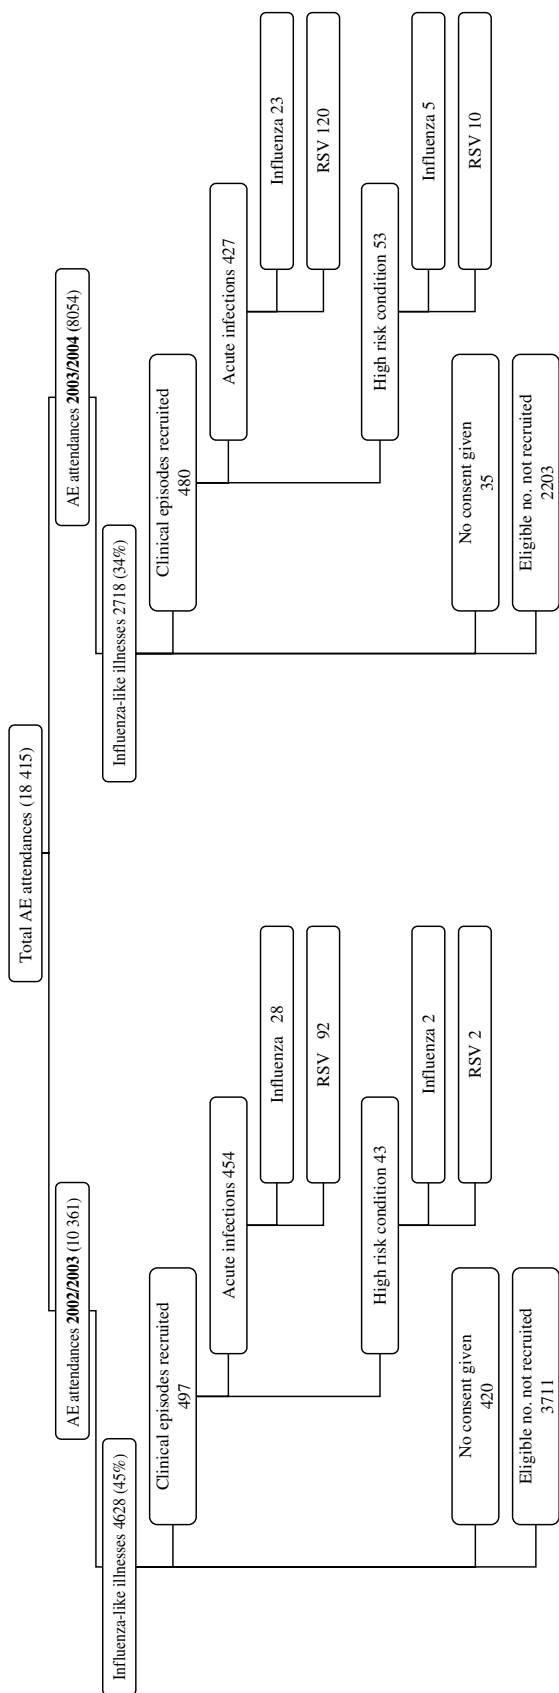 Total AE attendances (18 415)
AE attendances 2002/2003 (10 361)
Influenza-like illnesses 4628 (45%)
Clinical episodes recruited
497
Acute infections 454
Influenza 28
RSV 92
High risk condition 43
Influenza 2
RSV 2
No consent given
420
Eligible no. not recruited
3711
AE attendances 2003/2004 (8054)
Influenza-like illnesses 2718 (34%)
Clinical episodes recruited
480
Acute infections 427
Influenza 23
RSV 120
High risk condition 53
Influenza 5
RSV 10
No consent given
35
Eligible no. not recruited
2203